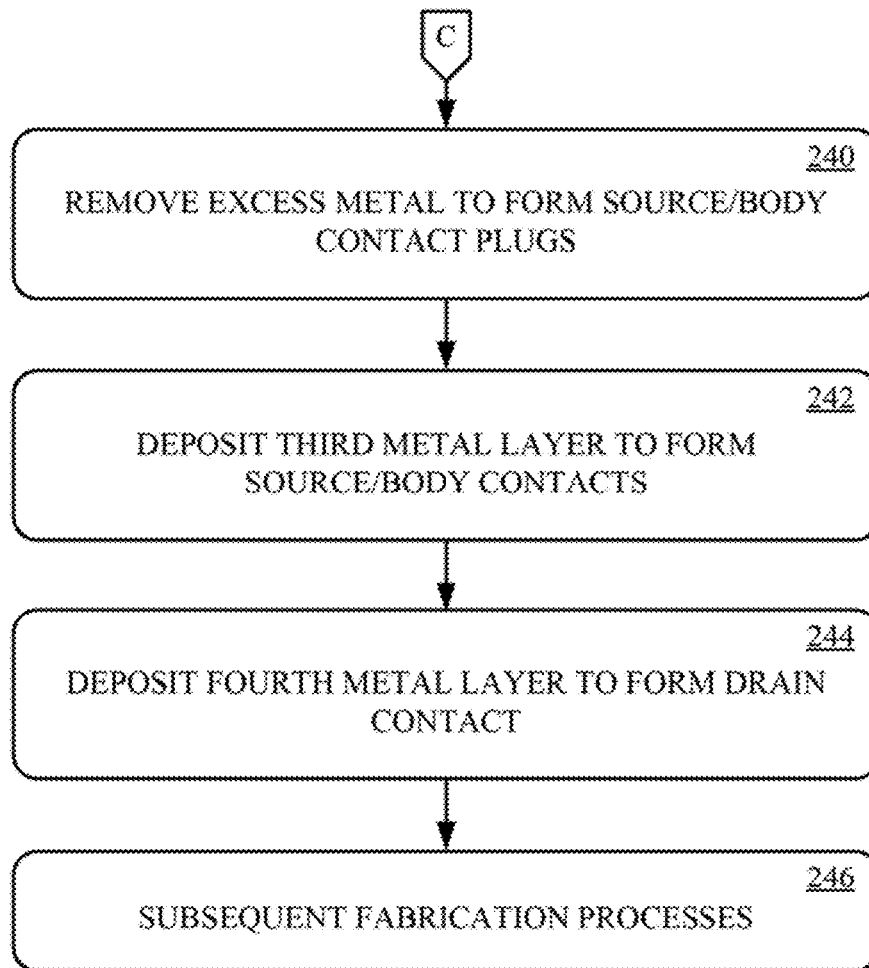 C
240
REMOVE EXCESS METAL TO FORM SOURCE/BODY
CONTACT PLUGS
242
DEPOSIT THIRD METAL LAYER TO FORM
SOURCE/BODY CONTACTS
244
DEPOSIT FOURTH METAL LAYER TO FORM DRAIN
CONTACT
246
SUBSEQUENT FABRICATION PROCESSES